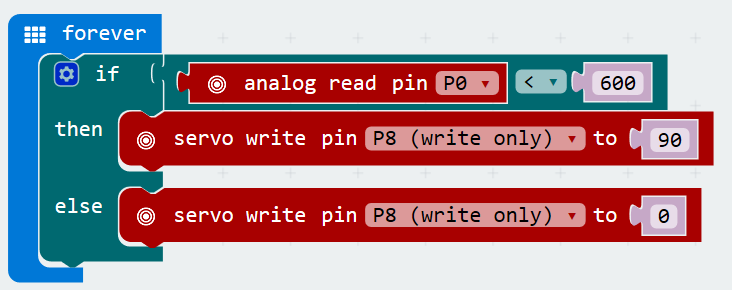 forever
if analog read pin P0 < 600
then servo write pin P8 (write only) to 90
else servo write pin P8 (write only) to 0